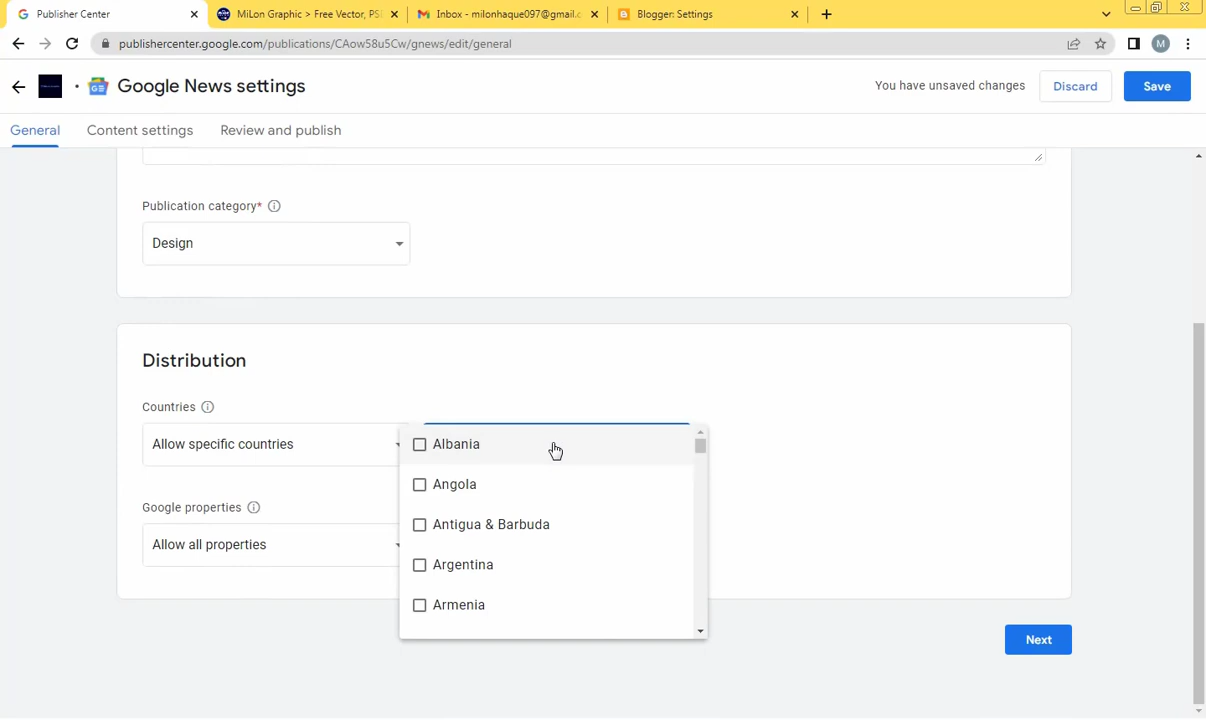 Publisher Center
MiLon Graphic > Free Vector, PS
Inbox - milonhaque097@gmail.c
Blogger: Settings
publishercenter.google.com/publications/CAow58u5Cw/gnews/edit/general
M
GE
Google News settings
You have unsaved changes
Discard
Save
General
Content settings
Review and publish
Publication category*
Design
Distribution
Countries
Allow specific countries
Albania
Angola
Google properties
Antigua & Barbuda
Allow all properties
Argentina
Armenia
Next